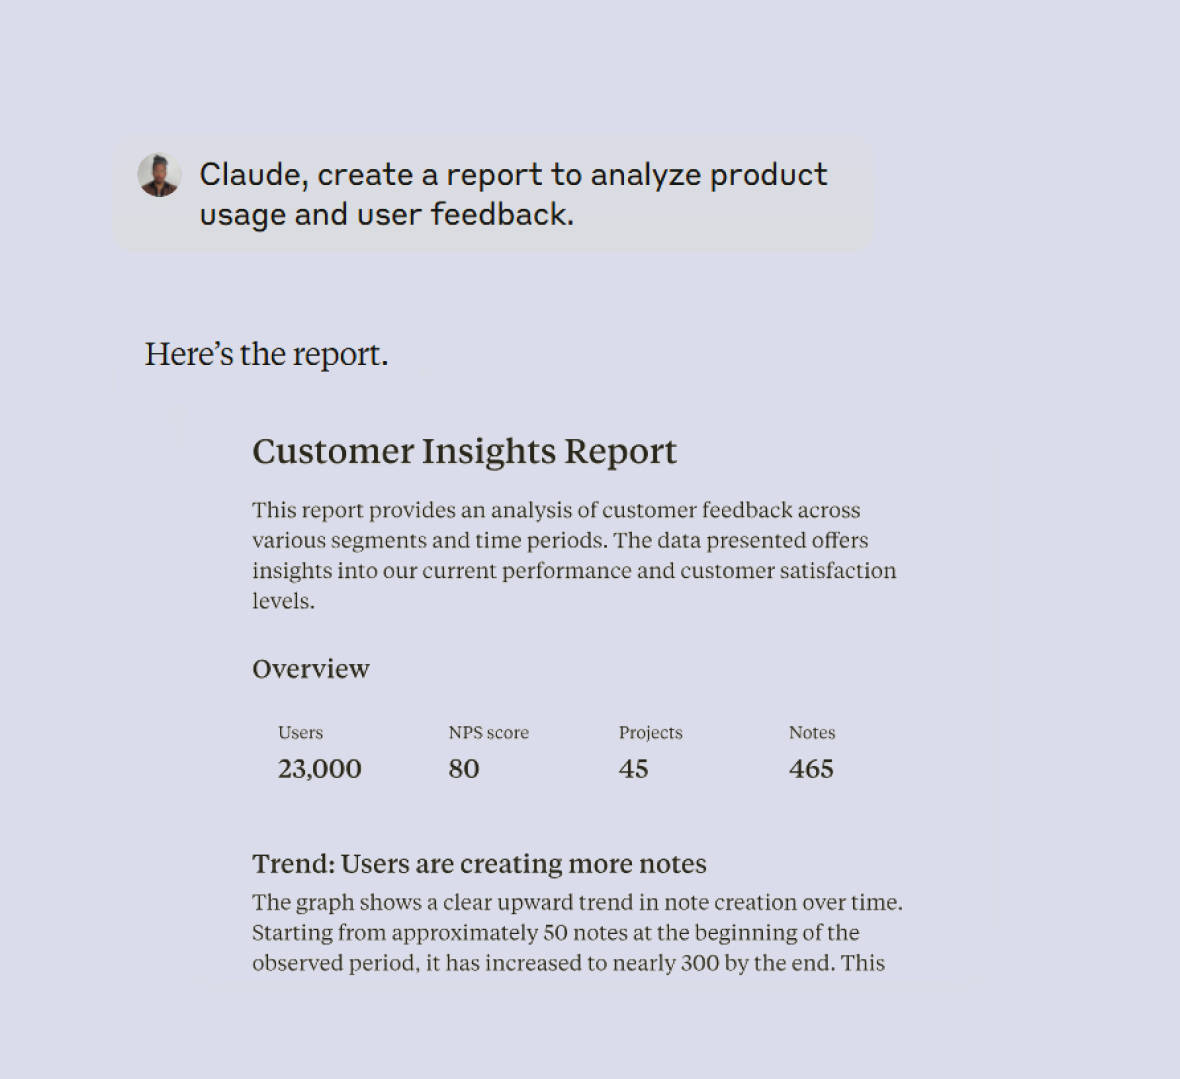 Claude, create a report to analyze product
usage and user feedback.
Here’s the report.
Customer Insights Report
This report provides an analysis of customer feedback across
various segments and time periods. The data presented offers
insights into our current performance and customer satisfaction
levels.
Overview
Users NPS score Projects Notes
23,000 80 45 465
Trend: Users are creating more notes
The graph shows a clear upward trend in note creation over time.
Starting from approximately 50 notes at the beginning of the
observed period, it has increased to nearly 300 by the end. This